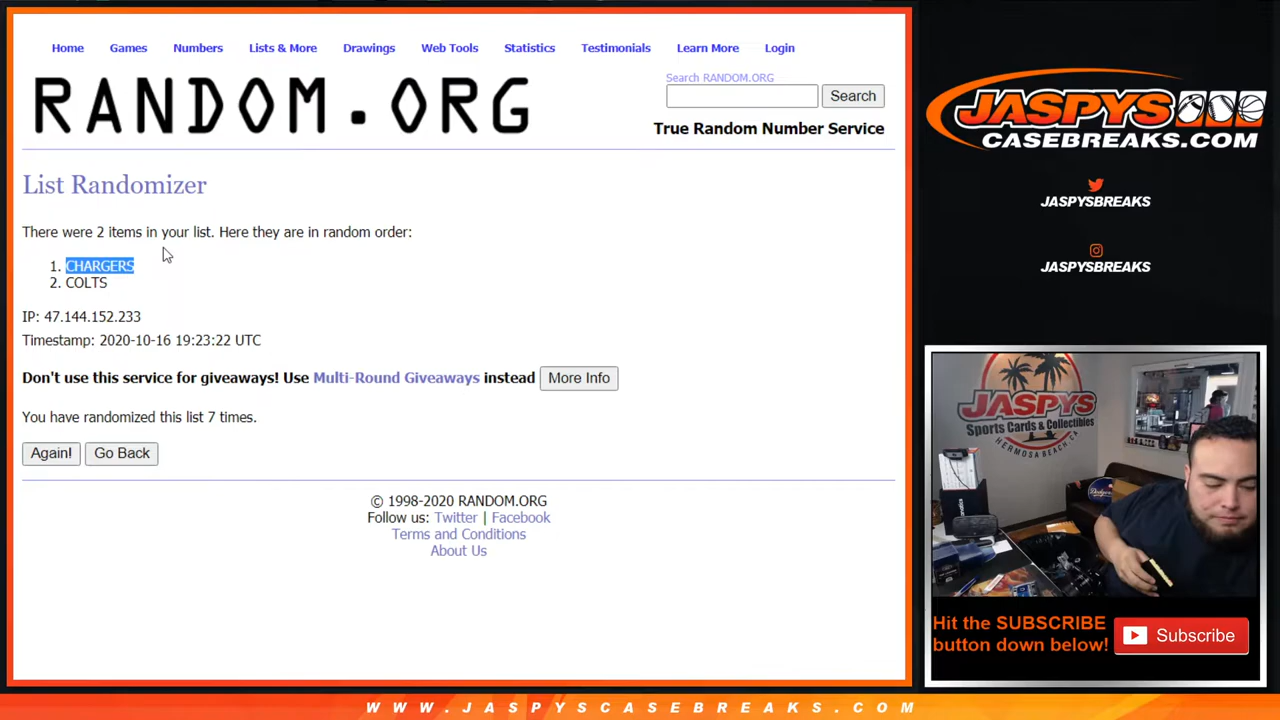 Home Games Numbers Lists & More Drawings Web Tools Statistics Testimonials Learn More Login
RANDOM.ORG
Search RANDOM.ORG
Search
True Random Number Service
List Randomizer
There were 2 items in your list. Here they are in random order:
1. CHARGERS
2. COLTS
IP: 47.144.152.233
Timestamp: 2020-10-16 19:23:22 UTC
Don't use this service for giveaways! Use Multi-Round Giveaways instead More Info
You have randomized this list 7 times.
Again! Go Back
© 1998-2020 RANDOM.ORG
Follow us: Twitter | Facebook
Terms and Conditions
About Us
JASPYS
CASEBREAKS.COM
JASPYSBREAKS
JASPYSBREAKS
JASPYS
Sports Cards & Collectibles
HERMOSA BEACH, CA
Dodgers
Hit the SUBSCRIBE
button down below!
Subscribe
WWW.JASPYSCASEBREAKS.COM